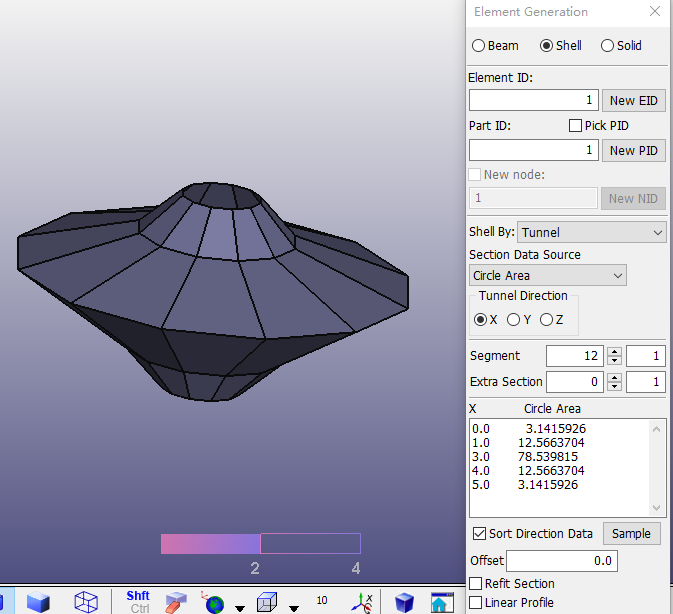 Element Generation
Beam Shell Solid
Element ID:
1 New EID
Part ID: Pick PID
1 New PID
New node:
1 New NID
Shell By: Tunnel
Section Data Source
Circle Area
Tunnel Direction
X Y Z
Segment 12 1
Extra Section 0 1
X Circle Area
0.0 3.1415926
1.0 12.5663704
3.0 78.539815
4.0 12.5663704
5.0 3.1415926
Sort Direction Data Sample
Offset 0.0
Refit Section
Linear Profile
2 4
Shft
Ctrl
10
X